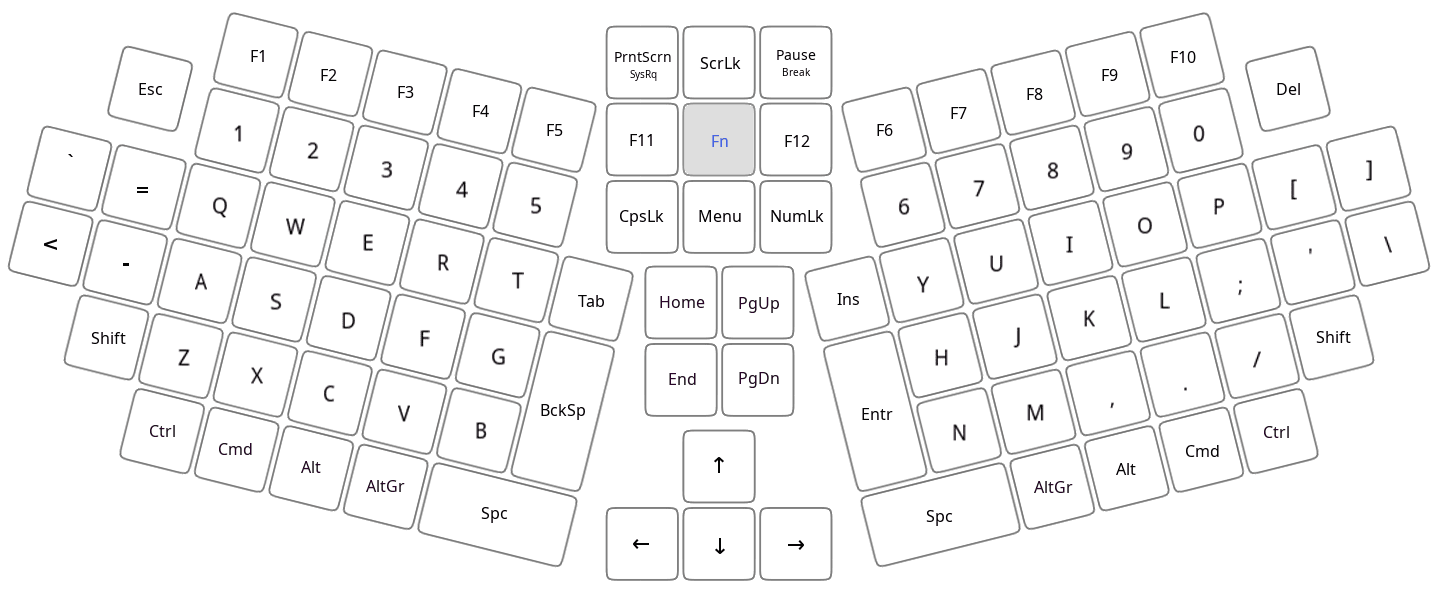 F1
F2
F3
F4
F5
Esc
1
2
3
4
5
`
=
Q
W
E
R
T
Tab
<
-
A
S
D
F
G
BckSp
Shift
Z
X
C
V
B
Ctrl
Cmd
Alt
AltGr
Spc
PrntScrn
SysRq
ScrLk
Pause
Break
F11
Fn
F12
CpsLk
Menu
NumLk
Home
PgUp
End
PgDn
↑
←
↓
→
F6
F7
F8
F9
F10
Del
6
7
8
9
0
Ins
Y
U
I
O
P
[
]
Entr
H
J
K
L
;
'
\
N
M
,
.
/
Shift
Spc
AltGr
Alt
Cmd
Ctrl